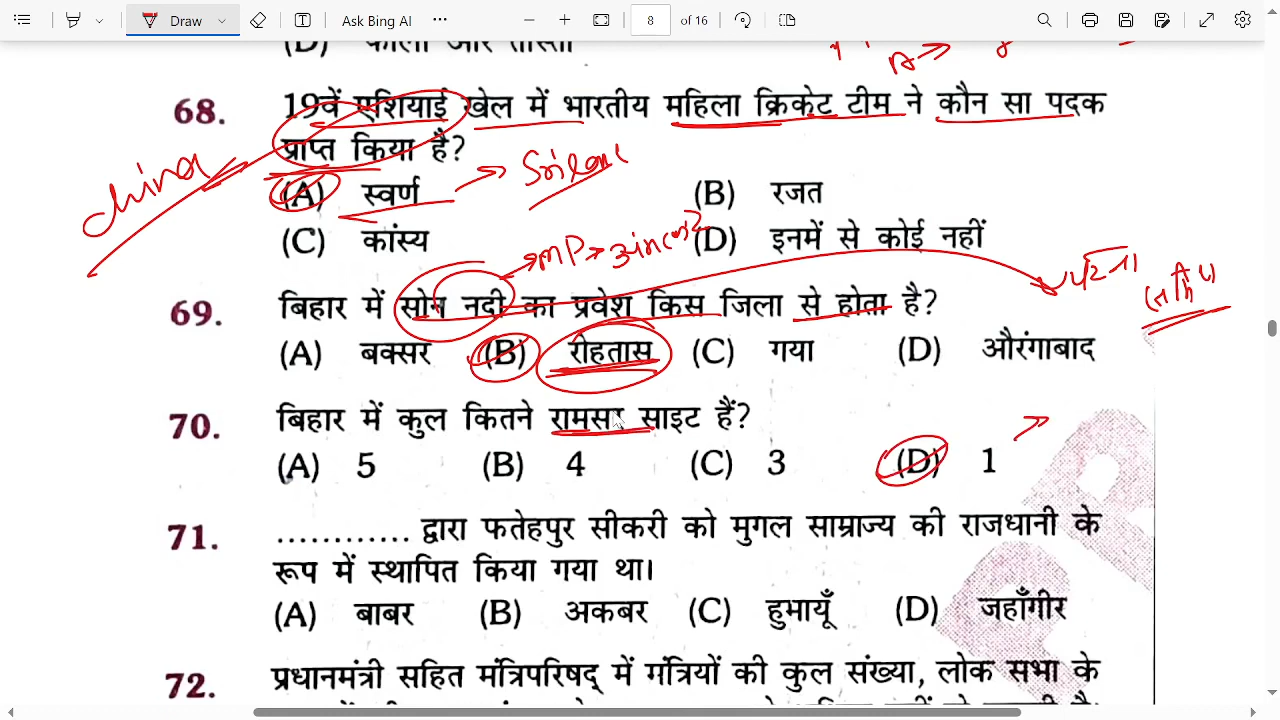 Draw Ask Bing AI ... 8 of 16
(D)
68. 19वें एशियाई खेल में भारतीय महिला क्रिकेट टीम ने कौन सा पदक
प्राप्त किया है?
China
(A) स्वर्ण (B) रजत
(C) कांस्य (D) इनमें से कोई नहीं
69. बिहार में सोन नदी का प्रवेश किस जिला से होता है?
(A) बक्सर (B) रोहतास (C) गया (D) औरंगाबाद
70. बिहार में कुल कितने रामसर साइट हैं?
(A) 5 (B) 4 (C) 3 (D) 1
71. ............ द्वारा फतेहपुर सीकरी को मुगल साम्राज्य की राजधानी के
रूप में स्थापित किया गया था।
(A) बाबर (B) अकबर (C) हुमायूँ (D) जहाँगीर
72. प्रधानमंत्री सहित मंत्रिपरिषद् में मंत्रियों की कुल संख्या, लोक सभा के